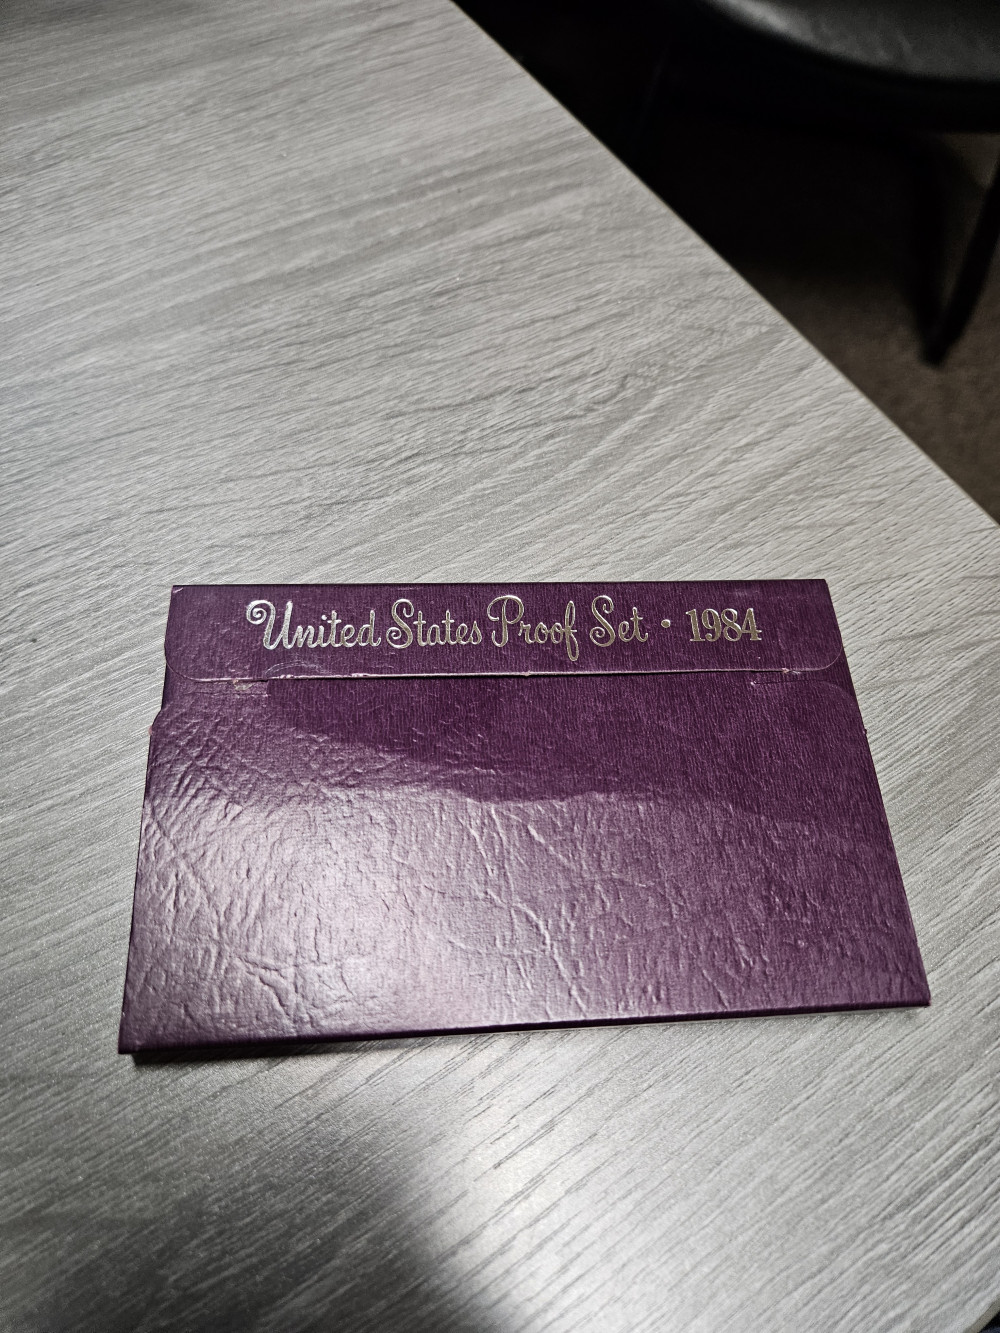 United States Proof Set • 1984